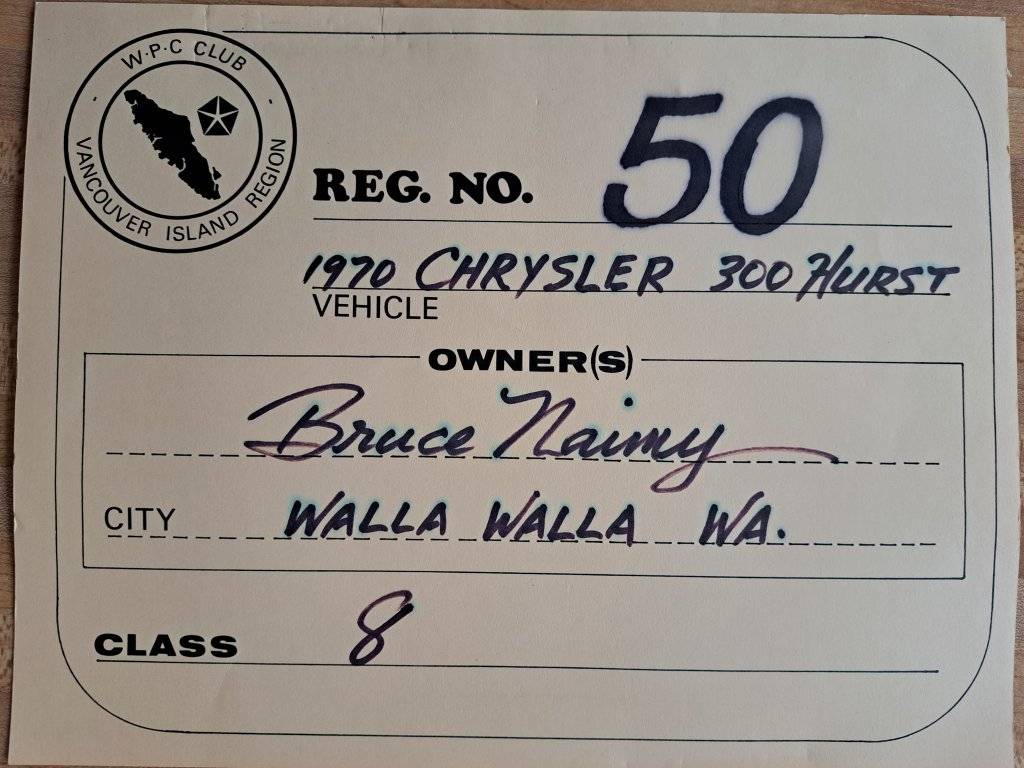 W·P·C CLUB
VANCOUVER ISLAND REGION
REG. NO. 50
1970 CHRYSLER 300 HURST
VEHICLE
OWNER(S)
Bruce Naimy
CITY WALLA WALLA WA.
CLASS 8